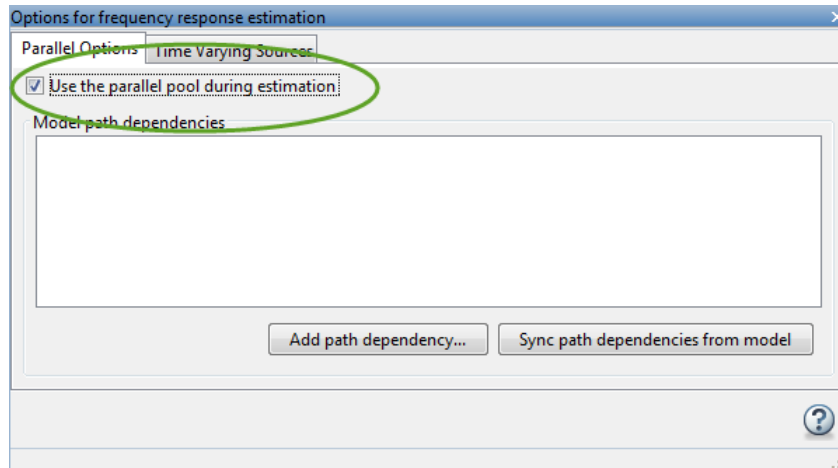 Options for frequency response estimation
Parallel Options Time Varying Sources
Use the parallel pool during estimation
Model path dependencies
Add path dependency... Sync path dependencies from model
?